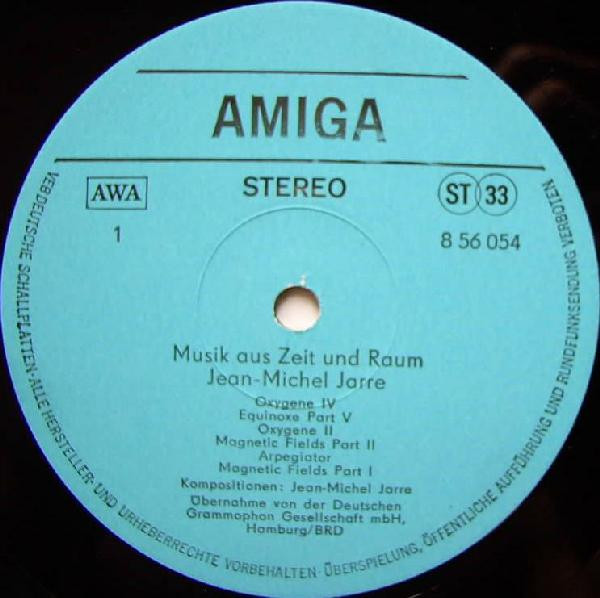 AMIGA
AWA
STEREO
ST 33
1
8 56 054
Musik aus Zeit und Raum
Jean-Michel Jarre
Oxygene IV
Equinoxe Part V
Oxygene II
Magnetic Fields Part II
Arpegiator
Magnetic Fields Part I
Kompositionen: Jean-Michel Jarre
Übernahme von der Deutschen
Grammophon Gesellschaft mbH,
Hamburg/BRD
VEB DEUTSCHE SCHALLPLATTEN·ALLE HERSTELLER- UND URHEBERRECHTE VORBEHALTEN·ÜBERSPIELUNG, ÖFFENTLICHE AUFFÜHRUNG UND RUNDFUNKSENDUNG VERBOTEN